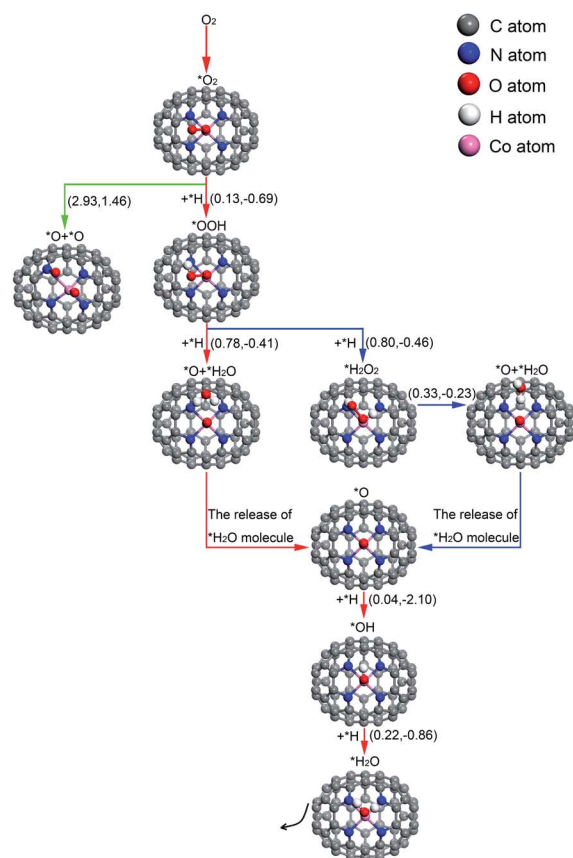 O2
C atom
N atom
O atom
H atom
Co atom
*O2
(2.93,1.46)
+*H (0.13,-0.69)
*O+*O
*OOH
+*H (0.78,-0.41)
+*H (0.80,-0.46)
*O+*H2O
*H2O2
(0.33,-0.23)
*O+*H2O
The release of
*H2O molecule
*O
The release of
*H2O molecule
+*H (0.04,-2.10)
*OH
+*H (0.22,-0.86)
*H2O